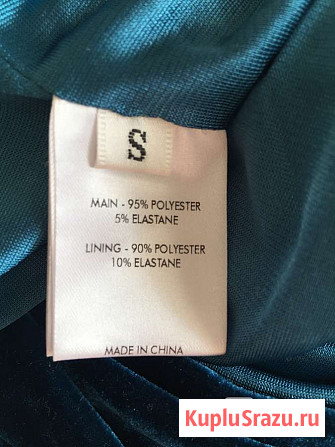 S
MAIN - 95% POLYESTER
5% ELASTANE
LINING - 90% POLYESTER
10% ELASTANE
MADE IN CHINA
KupluSrazu.ru